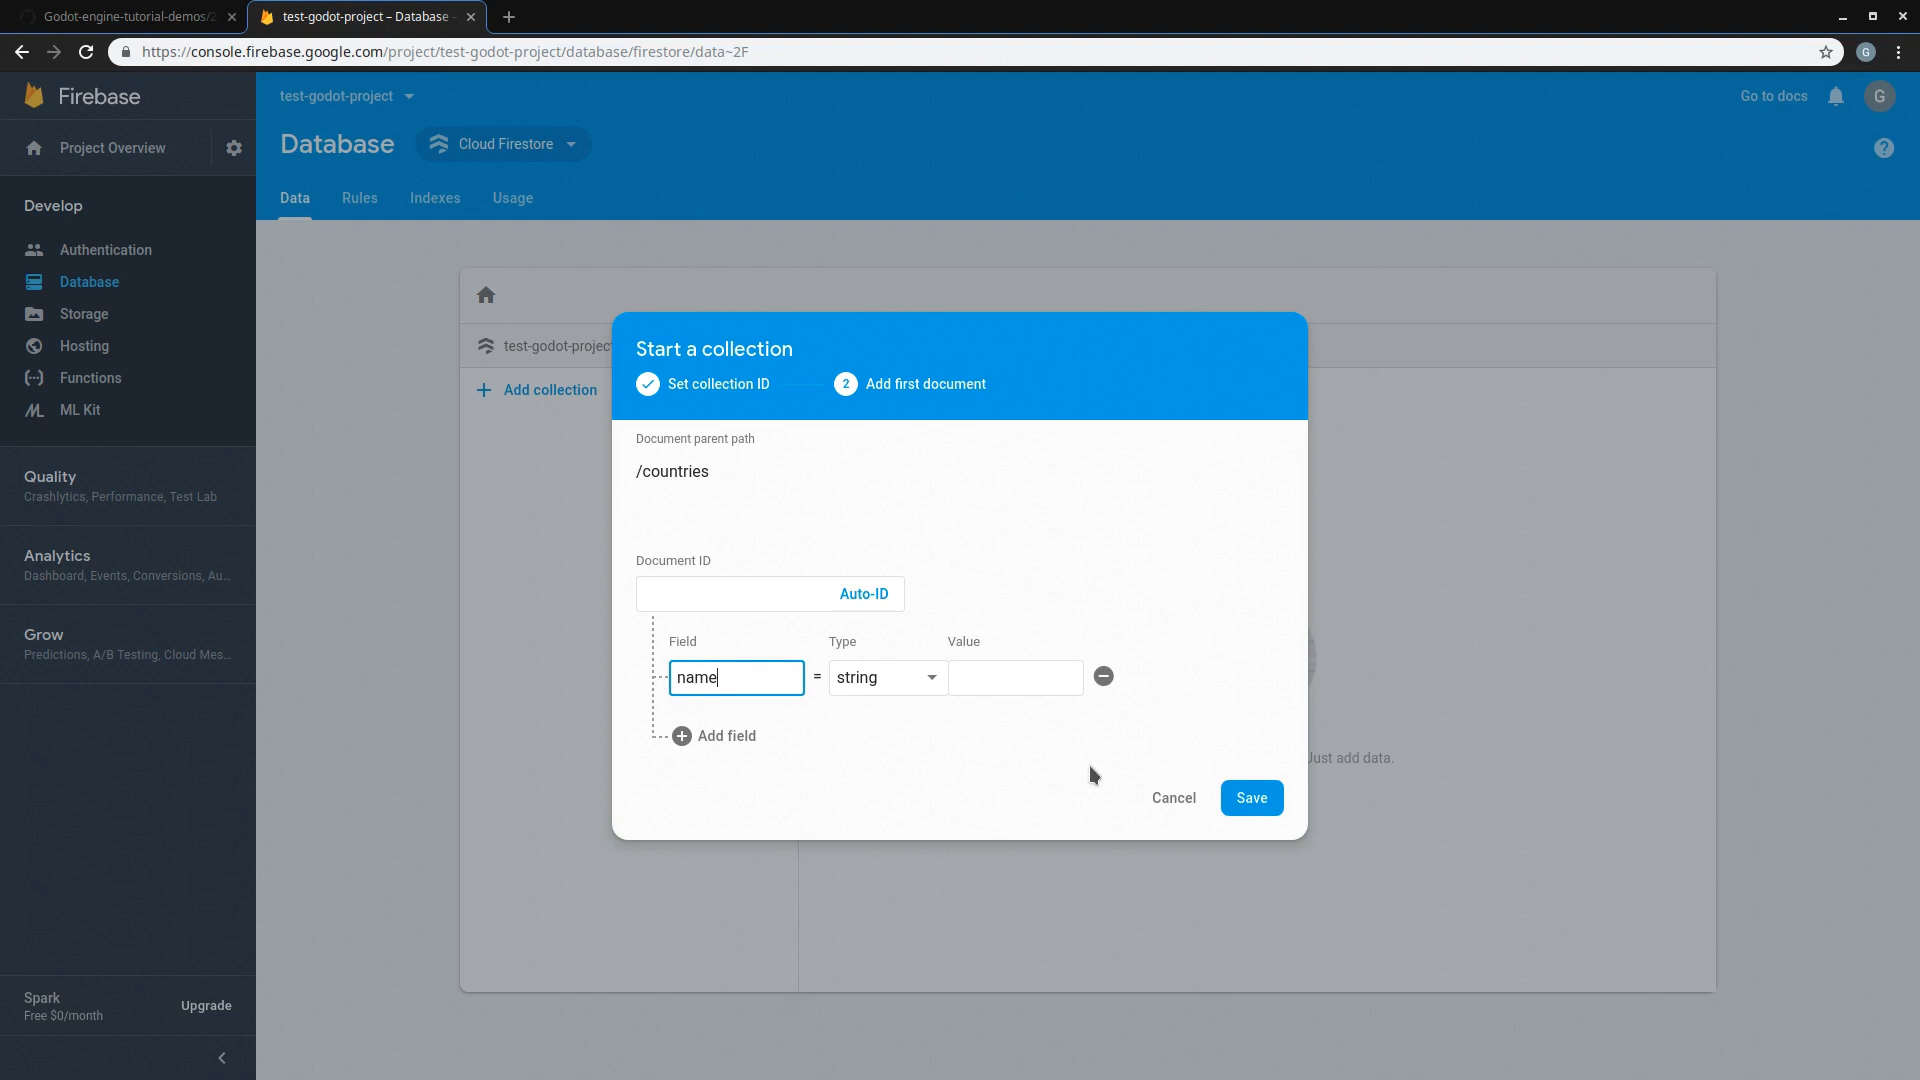 Godot-engine-tutorial-demos/2
test-godot-project – Database -
https://console.firebase.google.com/project/test-godot-project/database/firestore/data~2F
G
Firebase
test-godot-project
Go to docs
G
Project Overview
Database
Cloud Firestore
Data
Rules
Indexes
Usage
Develop
Authentication
Database
Storage
Hosting
Functions
ML Kit
Quality
Crashlytics, Performance, Test Lab
Analytics
Dashboard, Events, Conversions, Au…
Grow
Predictions, A/B Testing, Cloud Mes…
Spark
Free $0/month
Upgrade
test-godot-project
Add collection
Just add data.
Start a collection
Set collection ID
2 Add first document
Document parent path
/countries
Document ID
Auto-ID
Field
Type
Value
name
=
string
Add field
Cancel
Save